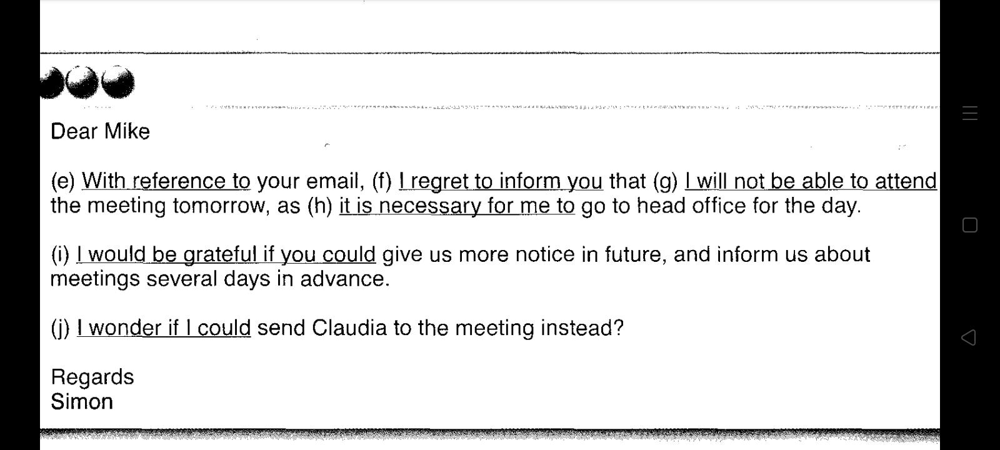 Dear Mike
(e) With reference to your email, (f) I regret to inform you that (g) I will not be able to attend
the meeting tomorrow, as (h) it is necessary for me to go to head office for the day.
(i) I would be grateful if you could give us more notice in future, and inform us about
meetings several days in advance.
(j) I wonder if I could send Claudia to the meeting instead?
Regards
Simon